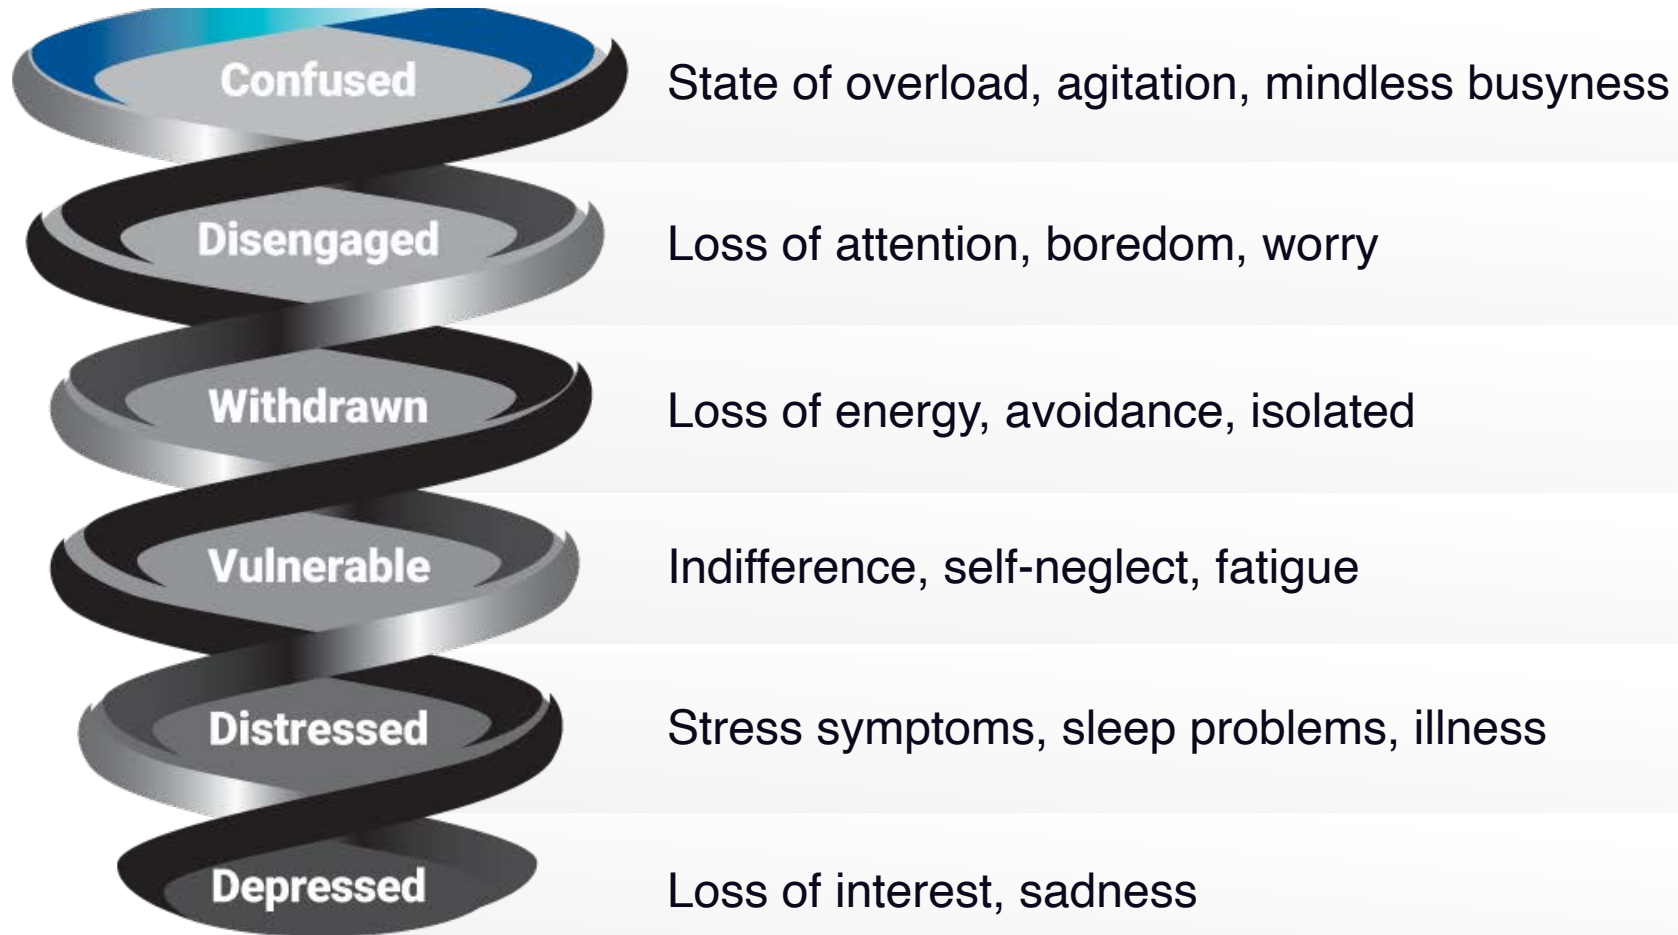 Confused
State of overload, agitation, mindless busyness
Disengaged
Loss of attention, boredom, worry
Withdrawn
Loss of energy, avoidance, isolated
Vulnerable
Indifference, self-neglect, fatigue
Distressed
Stress symptoms, sleep problems, illness
Depressed
Loss of interest, sadness